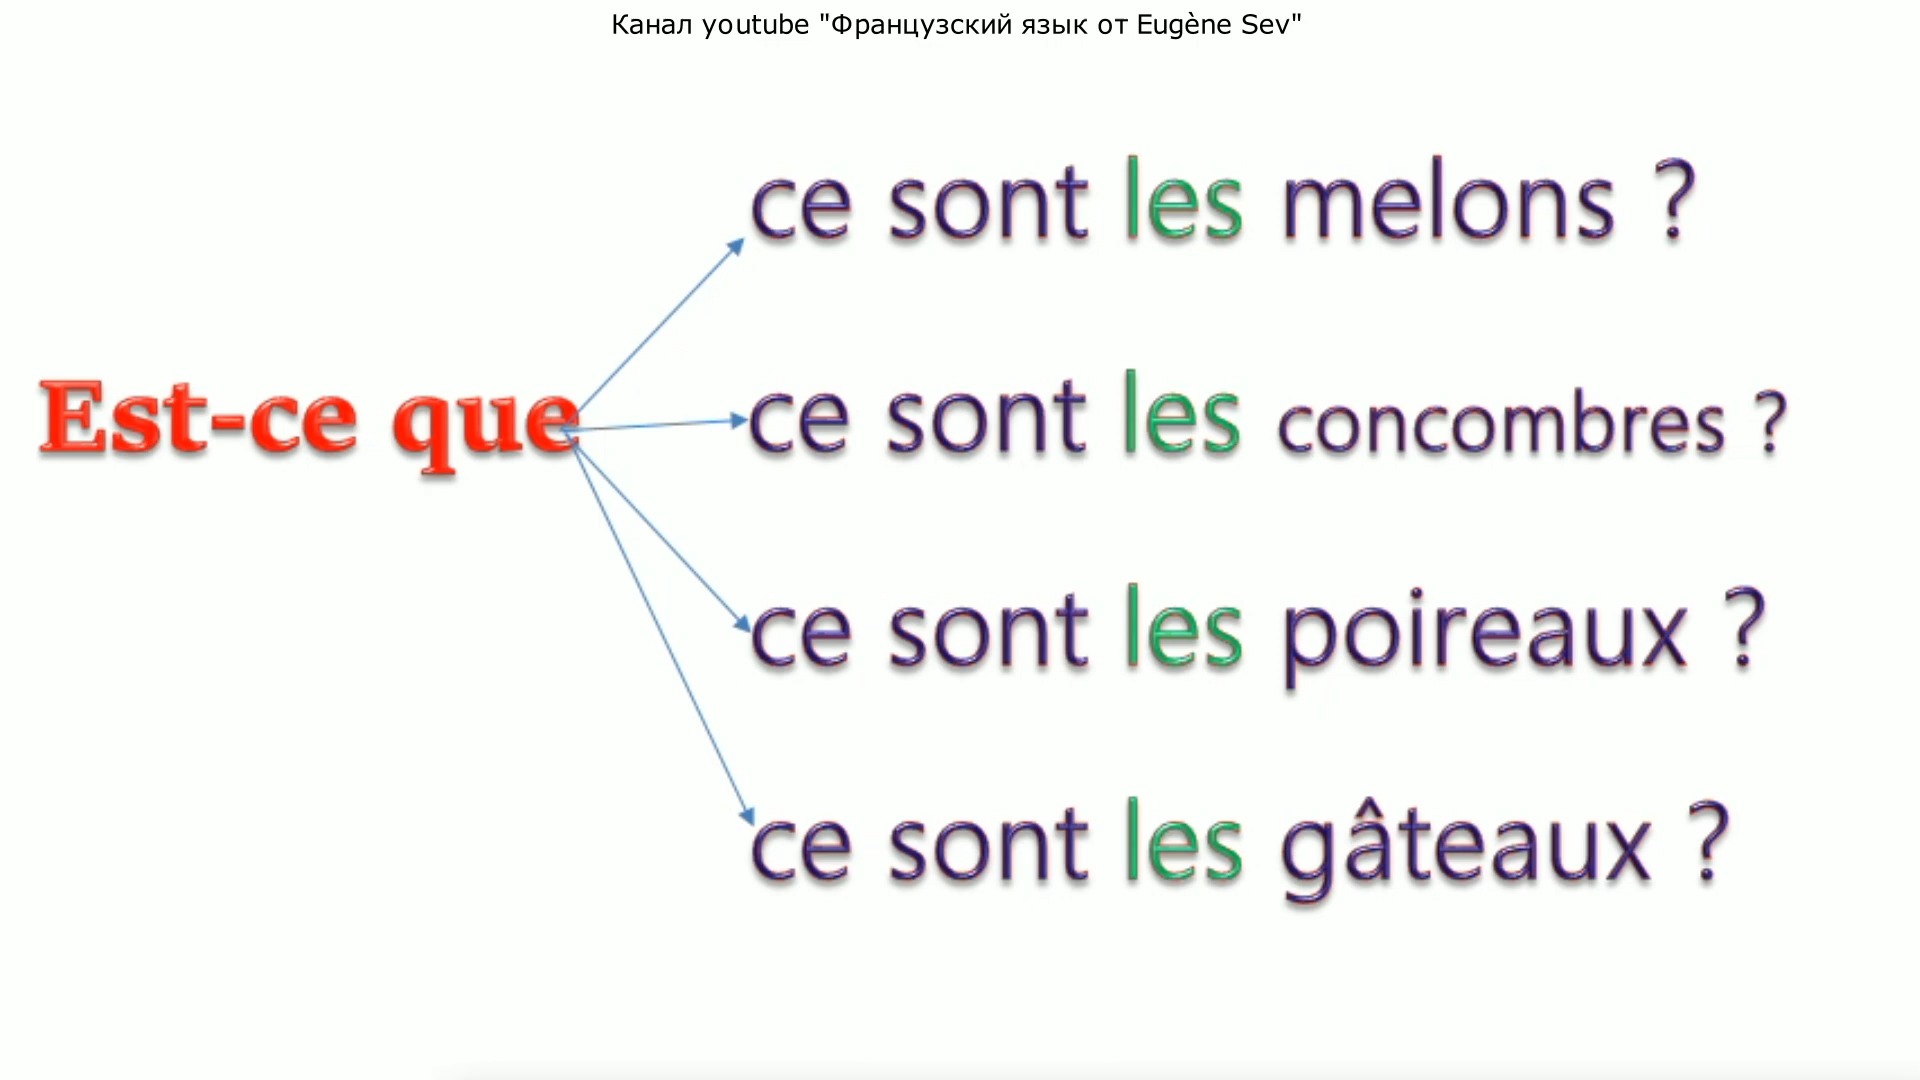 Канал youtube "Французский язык от Eugène Sev"
ce sont les melons ?
Est-ce que
ce sont les concombres ?
ce sont les poireaux ?
ce sont les gâteaux ?